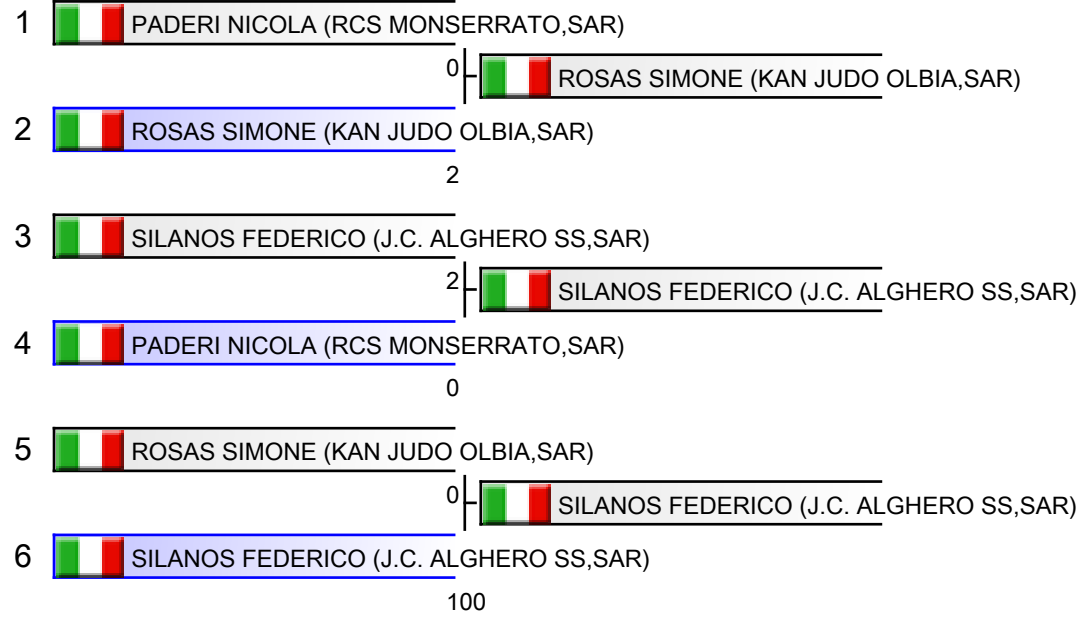 1 PADERI NICOLA (RCS MONSERRATO,SAR)
0 ROSAS SIMONE (KAN JUDO OLBIA,SAR)
2 ROSAS SIMONE (KAN JUDO OLBIA,SAR)
2
3 SILANOS FEDERICO (J.C. ALGHERO SS,SAR)
2 SILANOS FEDERICO (J.C. ALGHERO SS,SAR)
4 PADERI NICOLA (RCS MONSERRATO,SAR)
0
5 ROSAS SIMONE (KAN JUDO OLBIA,SAR)
0 SILANOS FEDERICO (J.C. ALGHERO SS,SAR)
6 SILANOS FEDERICO (J.C. ALGHERO SS,SAR)
100